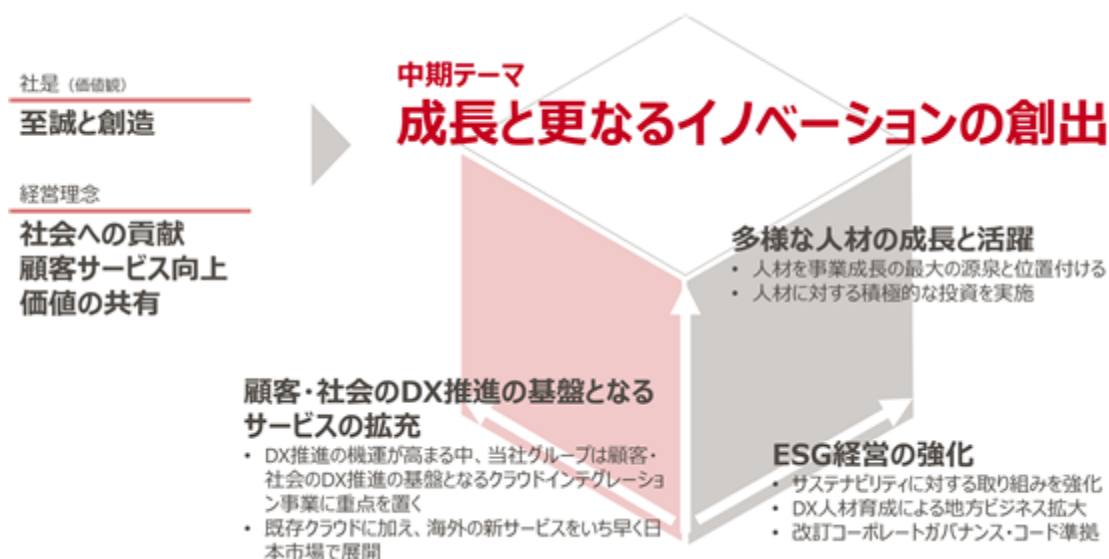 社是（価値観）
至誠と創造
経営理念
社会への貢献
顧客サービス向上
価値の共有
中期テーマ
成長と更なるイノベーションの創出
多様な人材の成長と活躍
• 人材を事業成長の最大の源泉と位置付ける
• 人材に対する積極的な投資を実施
顧客・社会のDX推進の基盤となる
サービスの拡充
• DX推進の機運が高まる中、当社グループは顧客・
社会のDX推進の基盤となるクラウドインテグレーショ
ン事業に重点を置く
• 既存クラウドに加え、海外の新サービスをいち早く日
本市場で展開
ESG経営の強化
• サステナビリティに対する取り組みを強化
• DX人材育成による地方ビジネス拡大
• 改訂コーポレートガバナンス・コード準拠